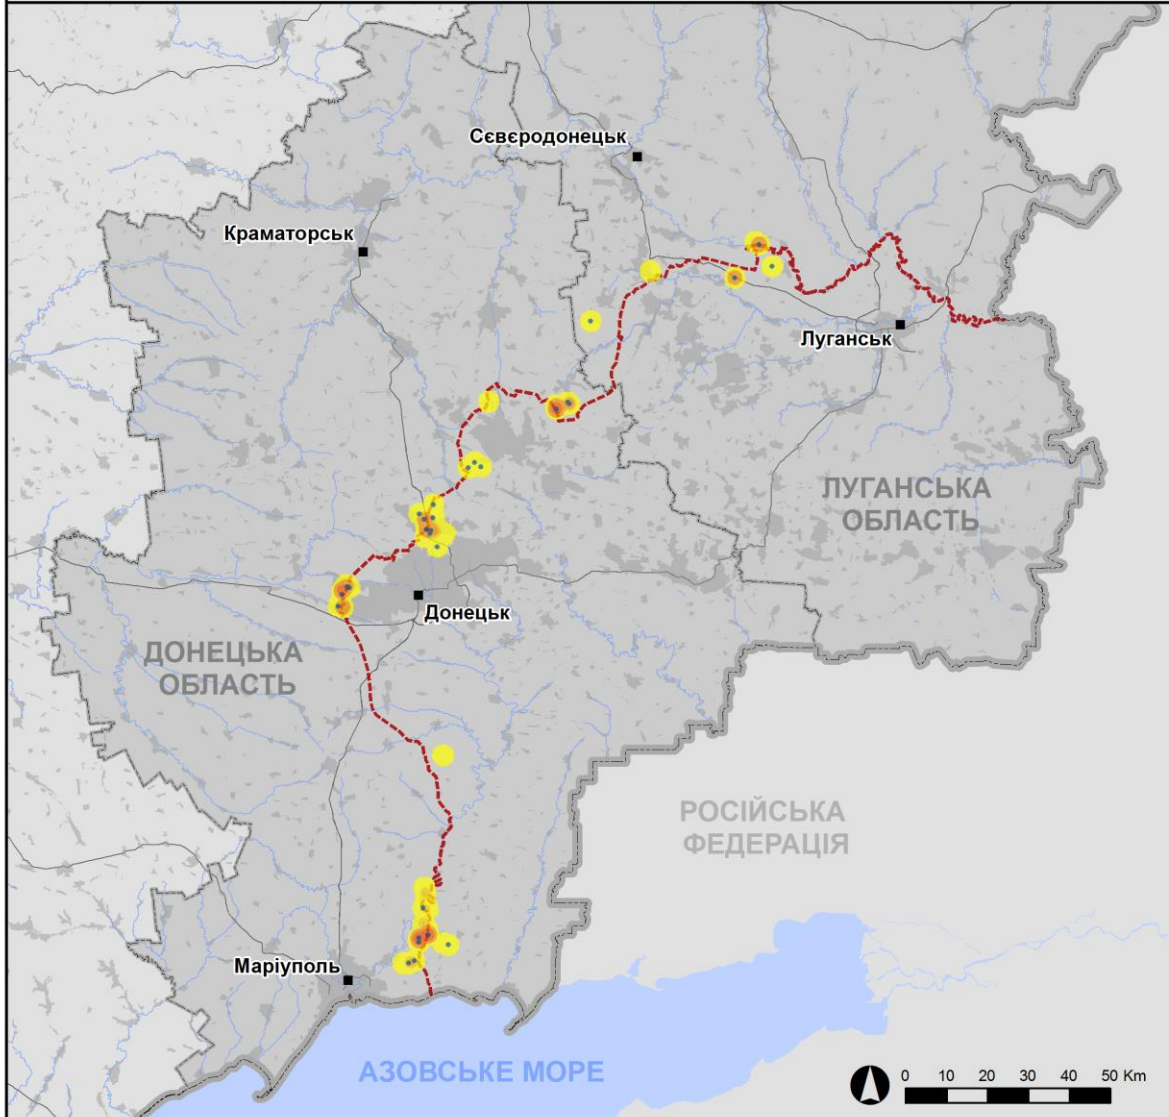 Сєвєродонецьк
Краматорськ
Луганськ
ЛУГАНСЬКА
ОБЛАСТЬ
Донецьк
ДОНЕЦЬКА
ОБЛАСТЬ
РОСІЙСЬКА
ФЕДЕРАЦІЯ
Маріуполь
АЗОВСЬКЕ МОРЕ
0 10 20 30 40 50 Km